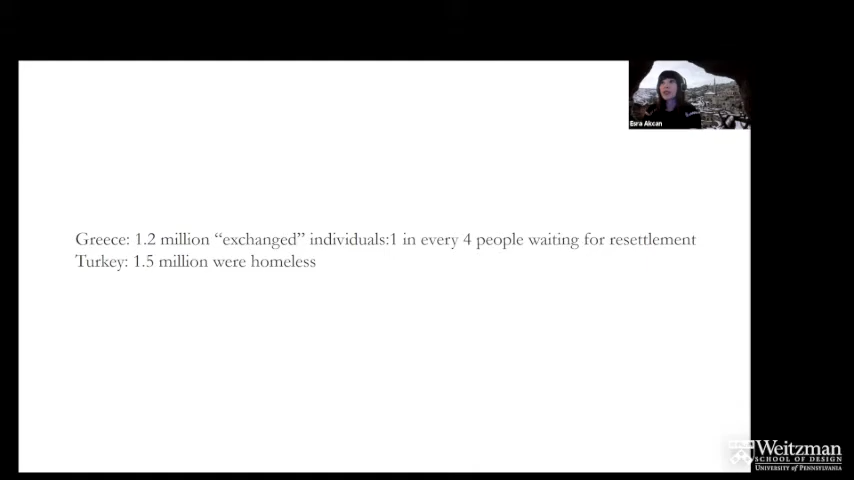 Esra Akcan
Greece: 1.2 million “exchanged” individuals:1 in every 4 people waiting for resettlement
Turkey: 1.5 million were homeless
Weitzman
SCHOOL OF DESIGN
UNIVERSITY OF PENNSYLVANIA